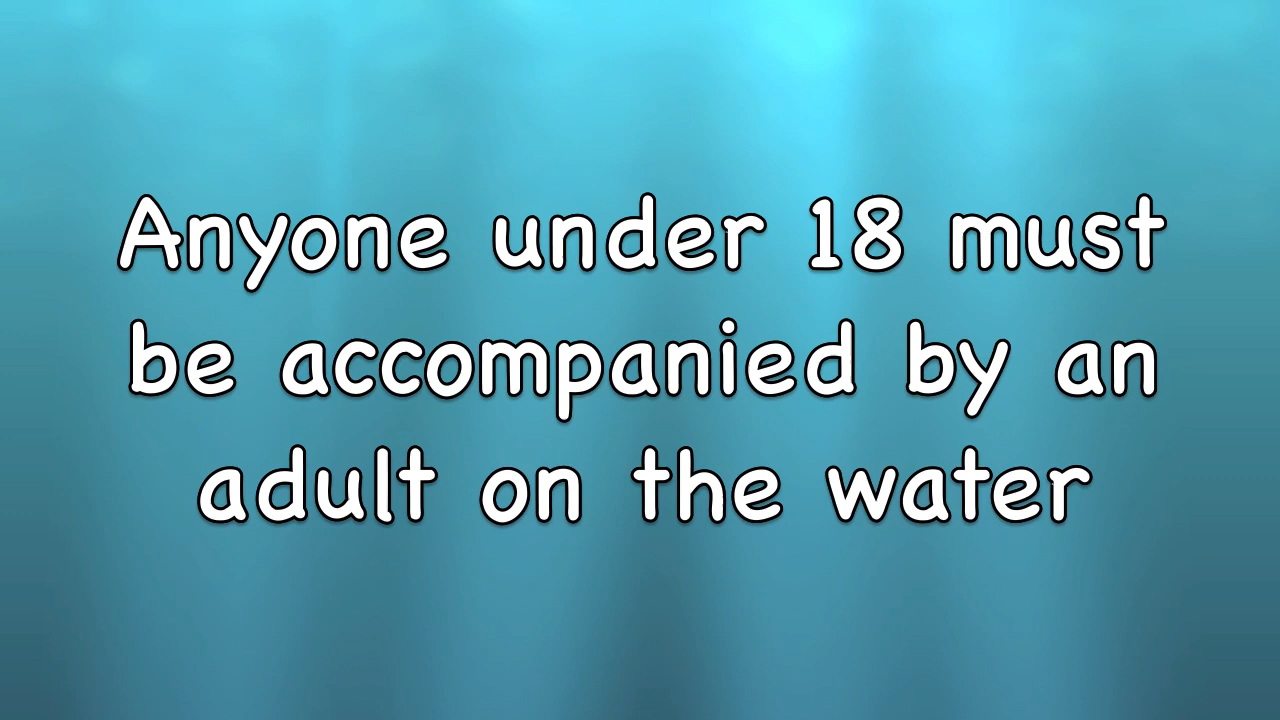 Anyone under 18 must
be accompanied by an
adult on the water